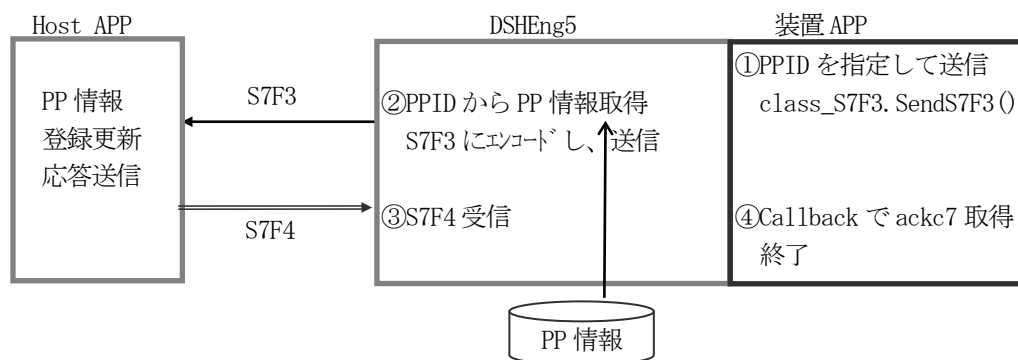 Host APP
DSHEng5
装置 APP
PP 情報
登録更新
応答送信
S7F3
S7F4
②PPID から PP 情報取得
S7F3 にｴﾝｺｰﾄﾞし、送信
③S7F4 受信
①PPID を指定して送信
class_S7F3.SendS7F3()
④Callback で ackc7 取得
終了
PP 情報